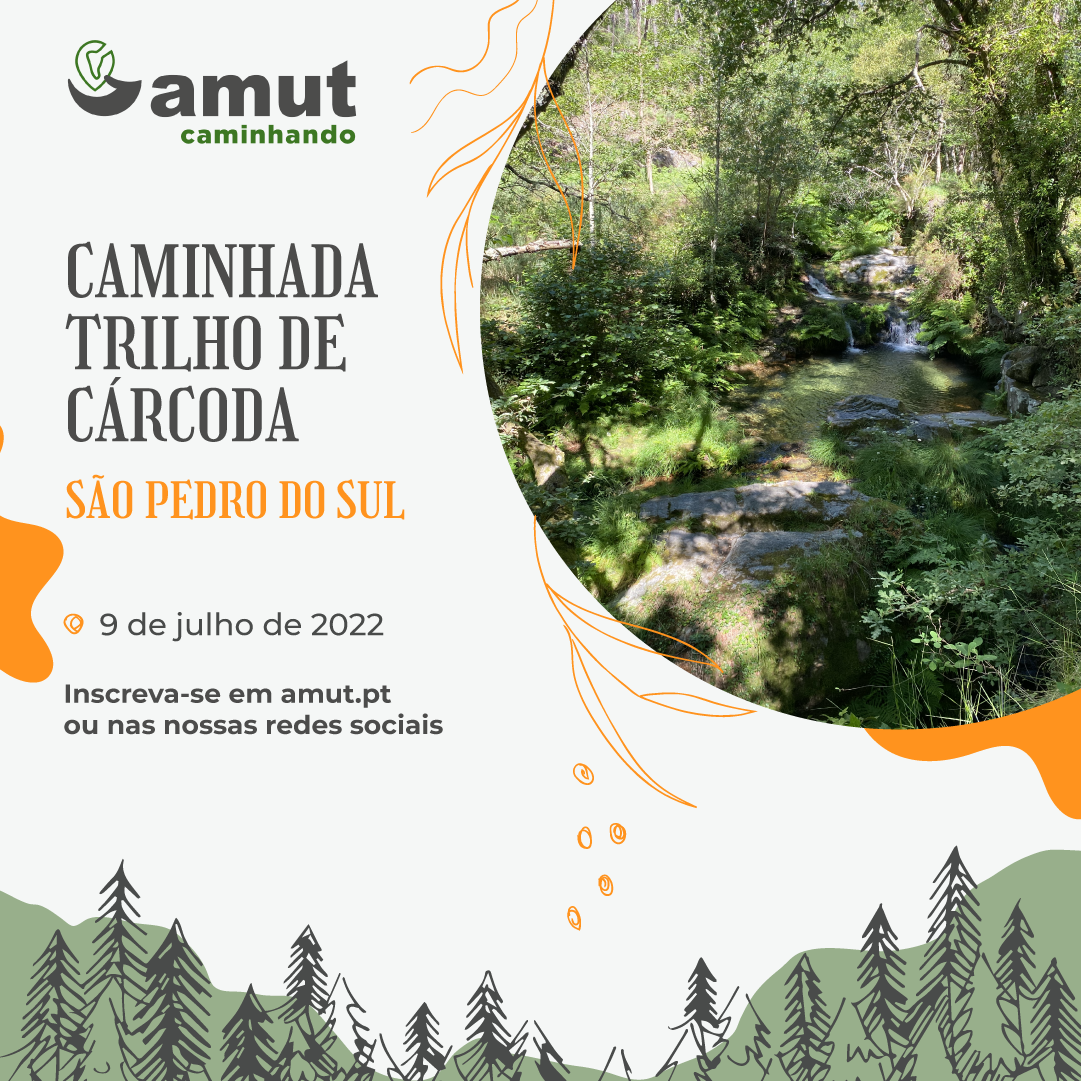 amut
caminhando
CAMINHADA
TRILHO DE
CÁRCODA
SÃO PEDRO DO SUL
9 de julho de 2022
Inscreva-se em amut.pt
ou nas nossas redes sociais